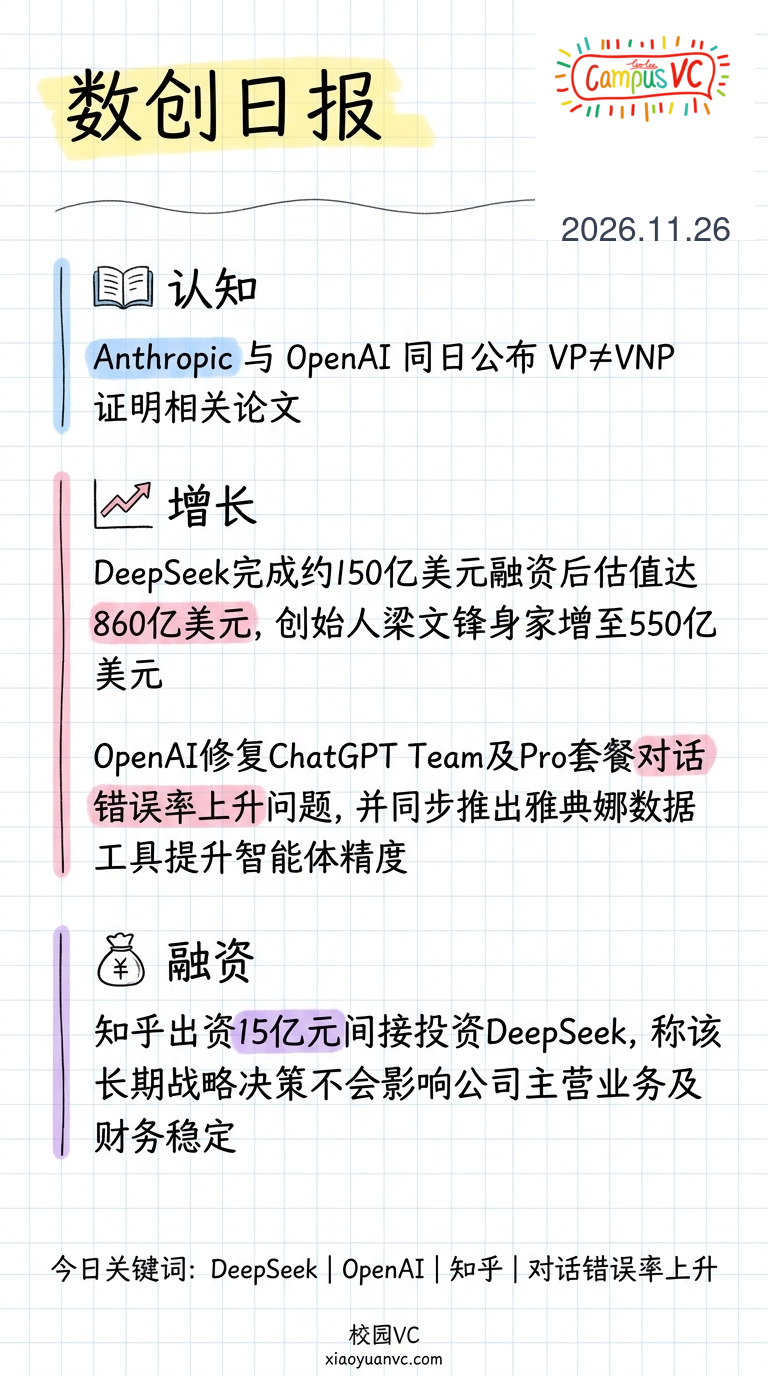 数创日报
leolee
Campus VC
2026.11.26
认知
Anthropic 与 OpenAI 同日公布 VP≠VNP
证明相关论文
增长
DeepSeek完成约150亿美元融资后估值达
860亿美元, 创始人梁文锋身家增至550亿
美元
OpenAI修复ChatGPT Team及Pro套餐对话
错误率上升问题, 并同步推出雅典娜数据
工具提升智能体精度
¥
融资
知乎出资15亿元间接投资DeepSeek, 称该
长期战略决策不会影响公司主营业务及
财务稳定
今日关键词: DeepSeek | OpenAI | 知乎 | 对话错误率上升
校园VC
xiaoyuanvc.com